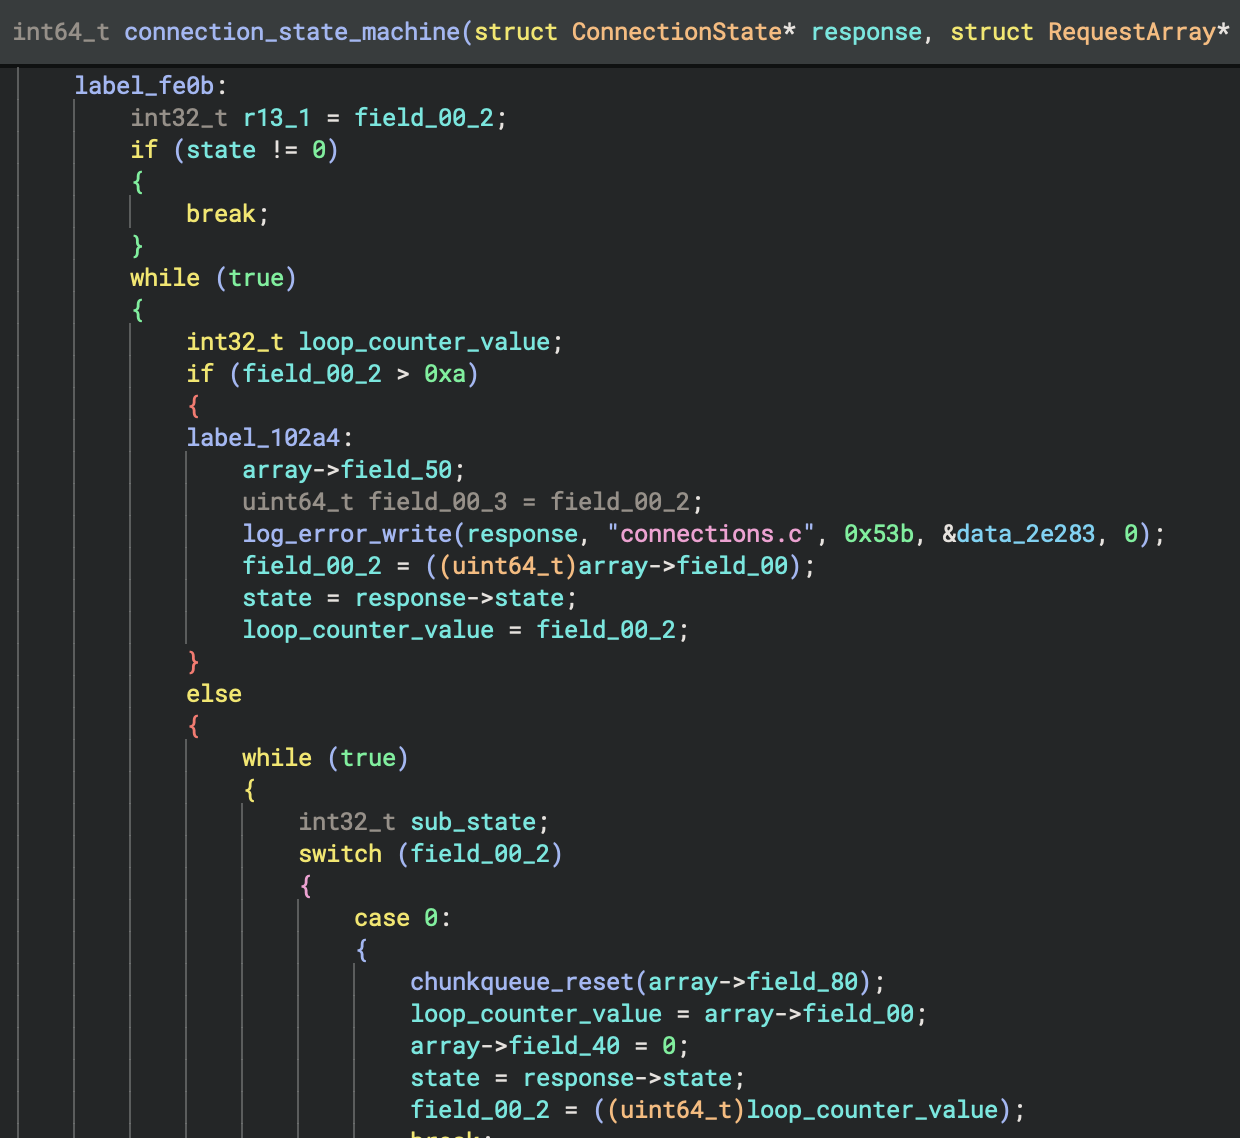 int64_t connection_state_machine(struct ConnectionState* response, struct RequestArray*
label_fe0b:
int32_t r13_1 = field_00_2;
if (state != 0)
{
break;
}
while (true)
{
int32_t loop_counter_value;
if (field_00_2 > 0xa)
{
label_102a4:
array->field_50;
uint64_t field_00_3 = field_00_2;
log_error_write(response, "connections.c", 0x53b, &data_2e283, 0);
field_00_2 = ((uint64_t)array->field_00);
state = response->state;
loop_counter_value = field_00_2;
}
else
{
while (true)
{
int32_t sub_state;
switch (field_00_2)
{
case 0:
{
chunkqueue_reset(array->field_80);
loop_counter_value = array->field_00;
array->field_40 = 0;
state = response->state;
field_00_2 = ((uint64_t)loop_counter_value);
break;